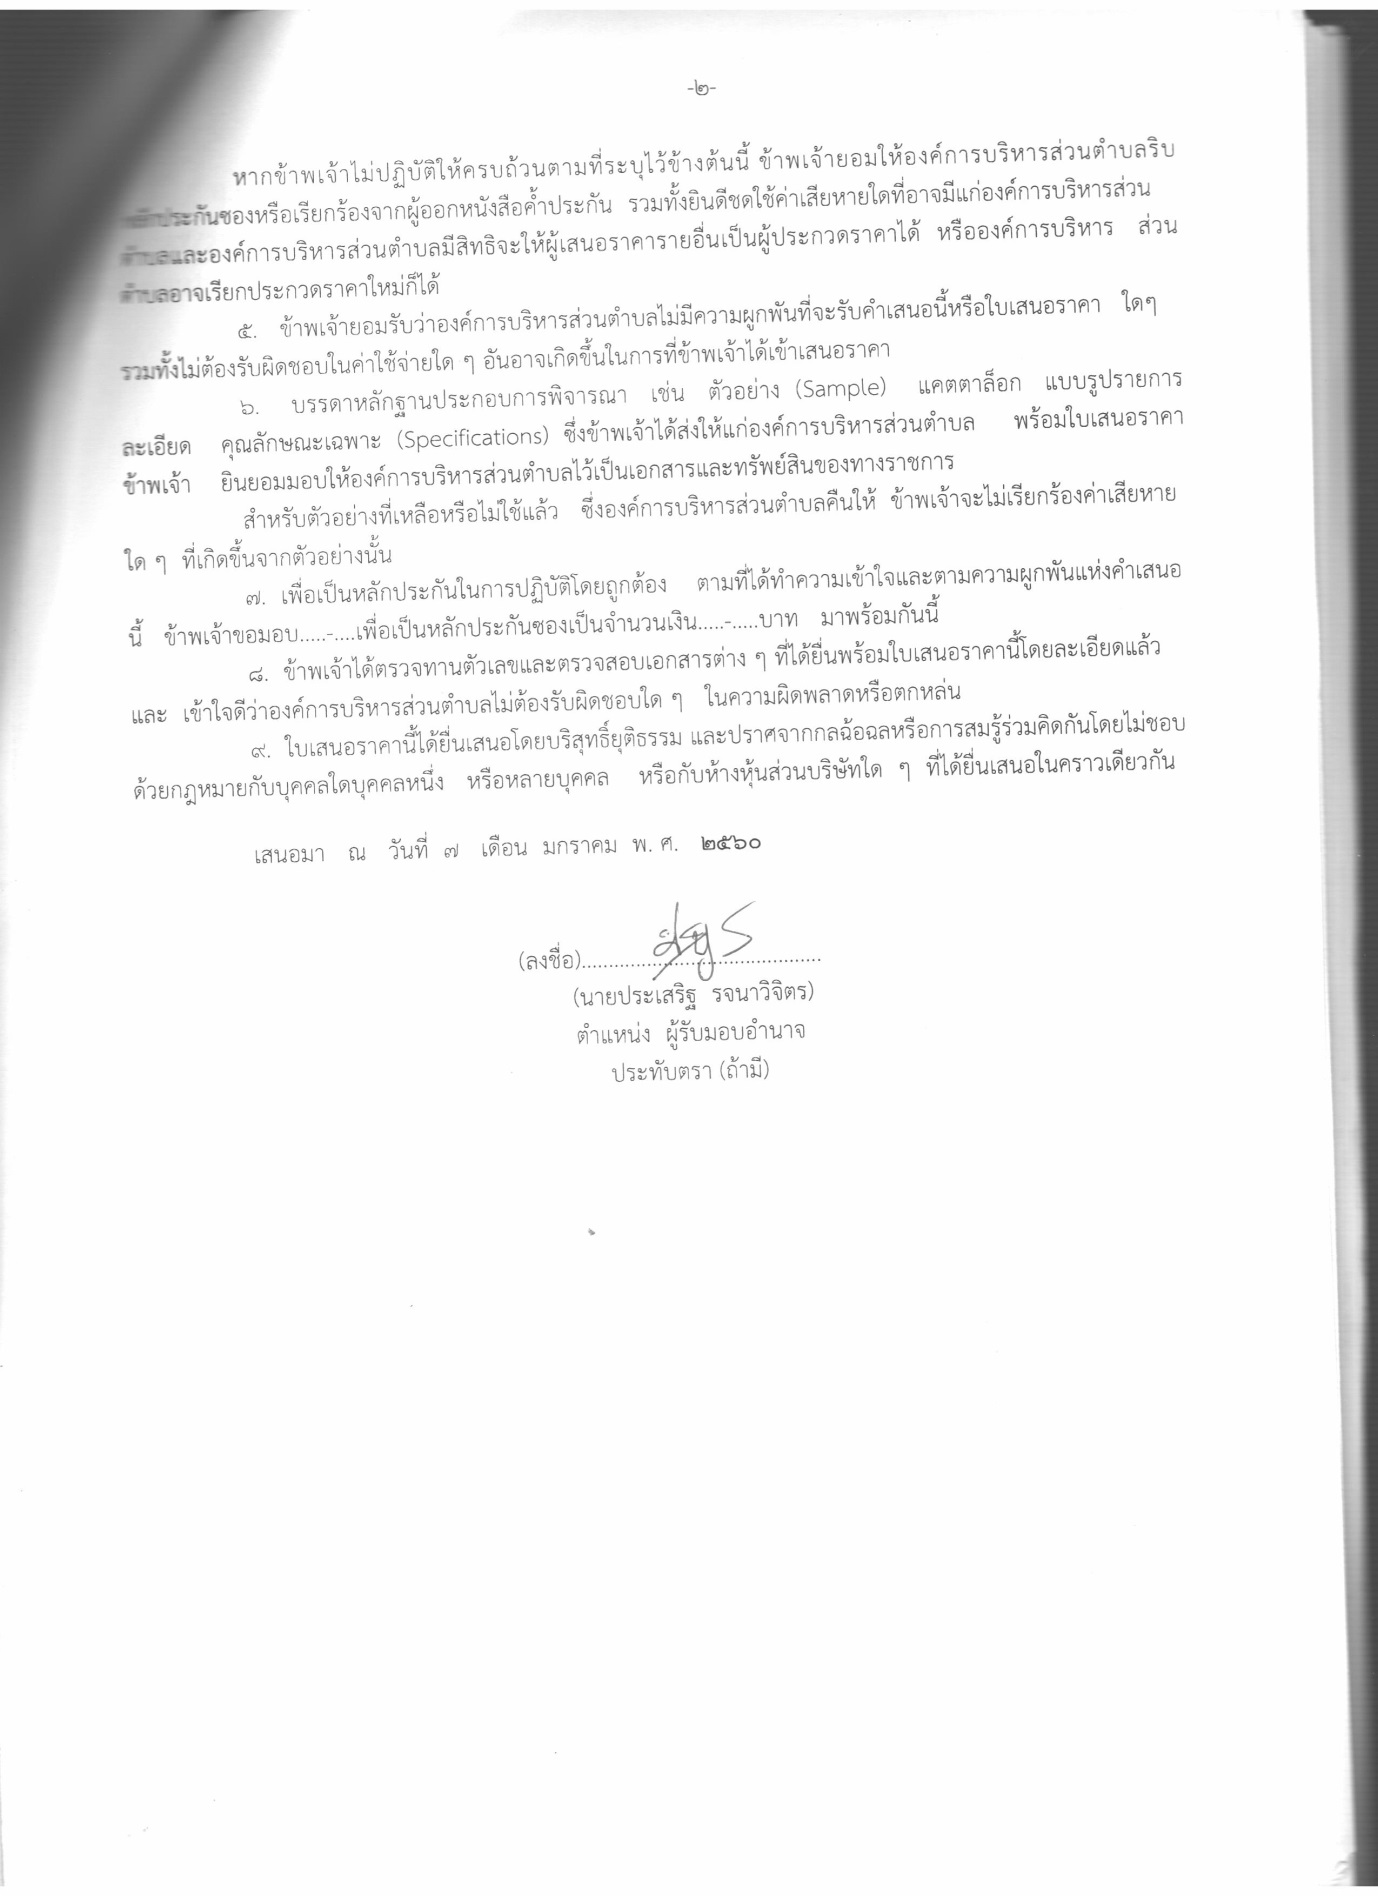 -๒-
หากข้าพเจ้าไม่ปฏิบัติให้ครบถ้วนตามที่ระบุไว้ข้างต้นนี้ ข้าพเจ้ายอมให้องค์การบริหารส่วนตำบลริบ
หลักประกันซองหรือเรียกร้องจากผู้ออกหนังสือค้ำประกัน รวมทั้งยินดีชดใช้ค่าเสียหายใดที่อาจมีแก่องค์การบริหารส่วน
ตำบลและองค์การบริหารส่วนตำบลมีสิทธิจะให้ผู้เสนอราคารายอื่นเป็นผู้ประกวดราคาได้ หรือองค์การบริหาร ส่วน
ตำบลอาจเรียกประกวดราคาใหม่ก็ได้
๕. ข้าพเจ้ายอมรับว่าองค์การบริหารส่วนตำบลไม่มีความผูกพันที่จะรับคำเสนอนี้หรือใบเสนอราคา ใดๆ
รวมทั้งไม่ต้องรับผิดชอบในค่าใช้จ่ายใด ๆ อันอาจเกิดขึ้นในการที่ข้าพเจ้าได้เข้าเสนอราคา
๖. บรรดาหลักฐานประกอบการพิจารณา เช่น ตัวอย่าง (Sample) แคตตาล็อก แบบรูปรายการ
ละเอียด คุณลักษณะเฉพาะ (Specifications) ซึ่งข้าพเจ้าได้ส่งให้แก่องค์การบริหารส่วนตำบล พร้อมใบเสนอราคา
ข้าพเจ้า ยินยอมมอบให้องค์การบริหารส่วนตำบลไว้เป็นเอกสารและทรัพย์สินของทางราชการ
สำหรับตัวอย่างที่เหลือหรือไม่ใช้แล้ว ซึ่งองค์การบริหารส่วนตำบลคืนให้ ข้าพเจ้าจะไม่เรียกร้องค่าเสียหาย
ใด ๆ ที่เกิดขึ้นจากตัวอย่างนั้น
๗. เพื่อเป็นหลักประกันในการปฏิบัติโดยถูกต้อง ตามที่ได้ทำความเข้าใจและตามความผูกพันแห่งคำเสนอ
นี้ ข้าพเจ้าขอมอบ.....-....เพื่อเป็นหลักประกันซองเป็นจำนวนเงิน.....-.....บาท มาพร้อมกันนี้
๘. ข้าพเจ้าได้ตรวจทานตัวเลขและตรวจสอบเอกสารต่าง ๆ ที่ได้ยื่นพร้อมใบเสนอราคานี้โดยละเอียดแล้ว
และ เข้าใจดีว่าองค์การบริหารส่วนตำบลไม่ต้องรับผิดชอบใด ๆ ในความผิดพลาดหรือตกหล่น
๙. ใบเสนอราคานี้ได้ยื่นเสนอโดยบริสุทธิ์ยุติธรรม และปราศจากกลฉ้อฉลหรือการสมรู้ร่วมคิดกันโดยไม่ชอบ
ด้วยกฎหมายกับบุคคลใดบุคคลหนึ่ง หรือหลายบุคคล หรือกับห้างหุ้นส่วนบริษัทใด ๆ ที่ได้ยื่นเสนอในคราวเดียวกัน
เสนอมา ณ วันที่ ๗ เดือน มกราคม พ. ศ. ๒๕๖๐
(ลงชื่อ)............................................
(นายประเสริฐ รจนาวิจิตร)
ตำแหน่ง ผู้รับมอบอำนาจ
ประทับตรา (ถ้ามี)